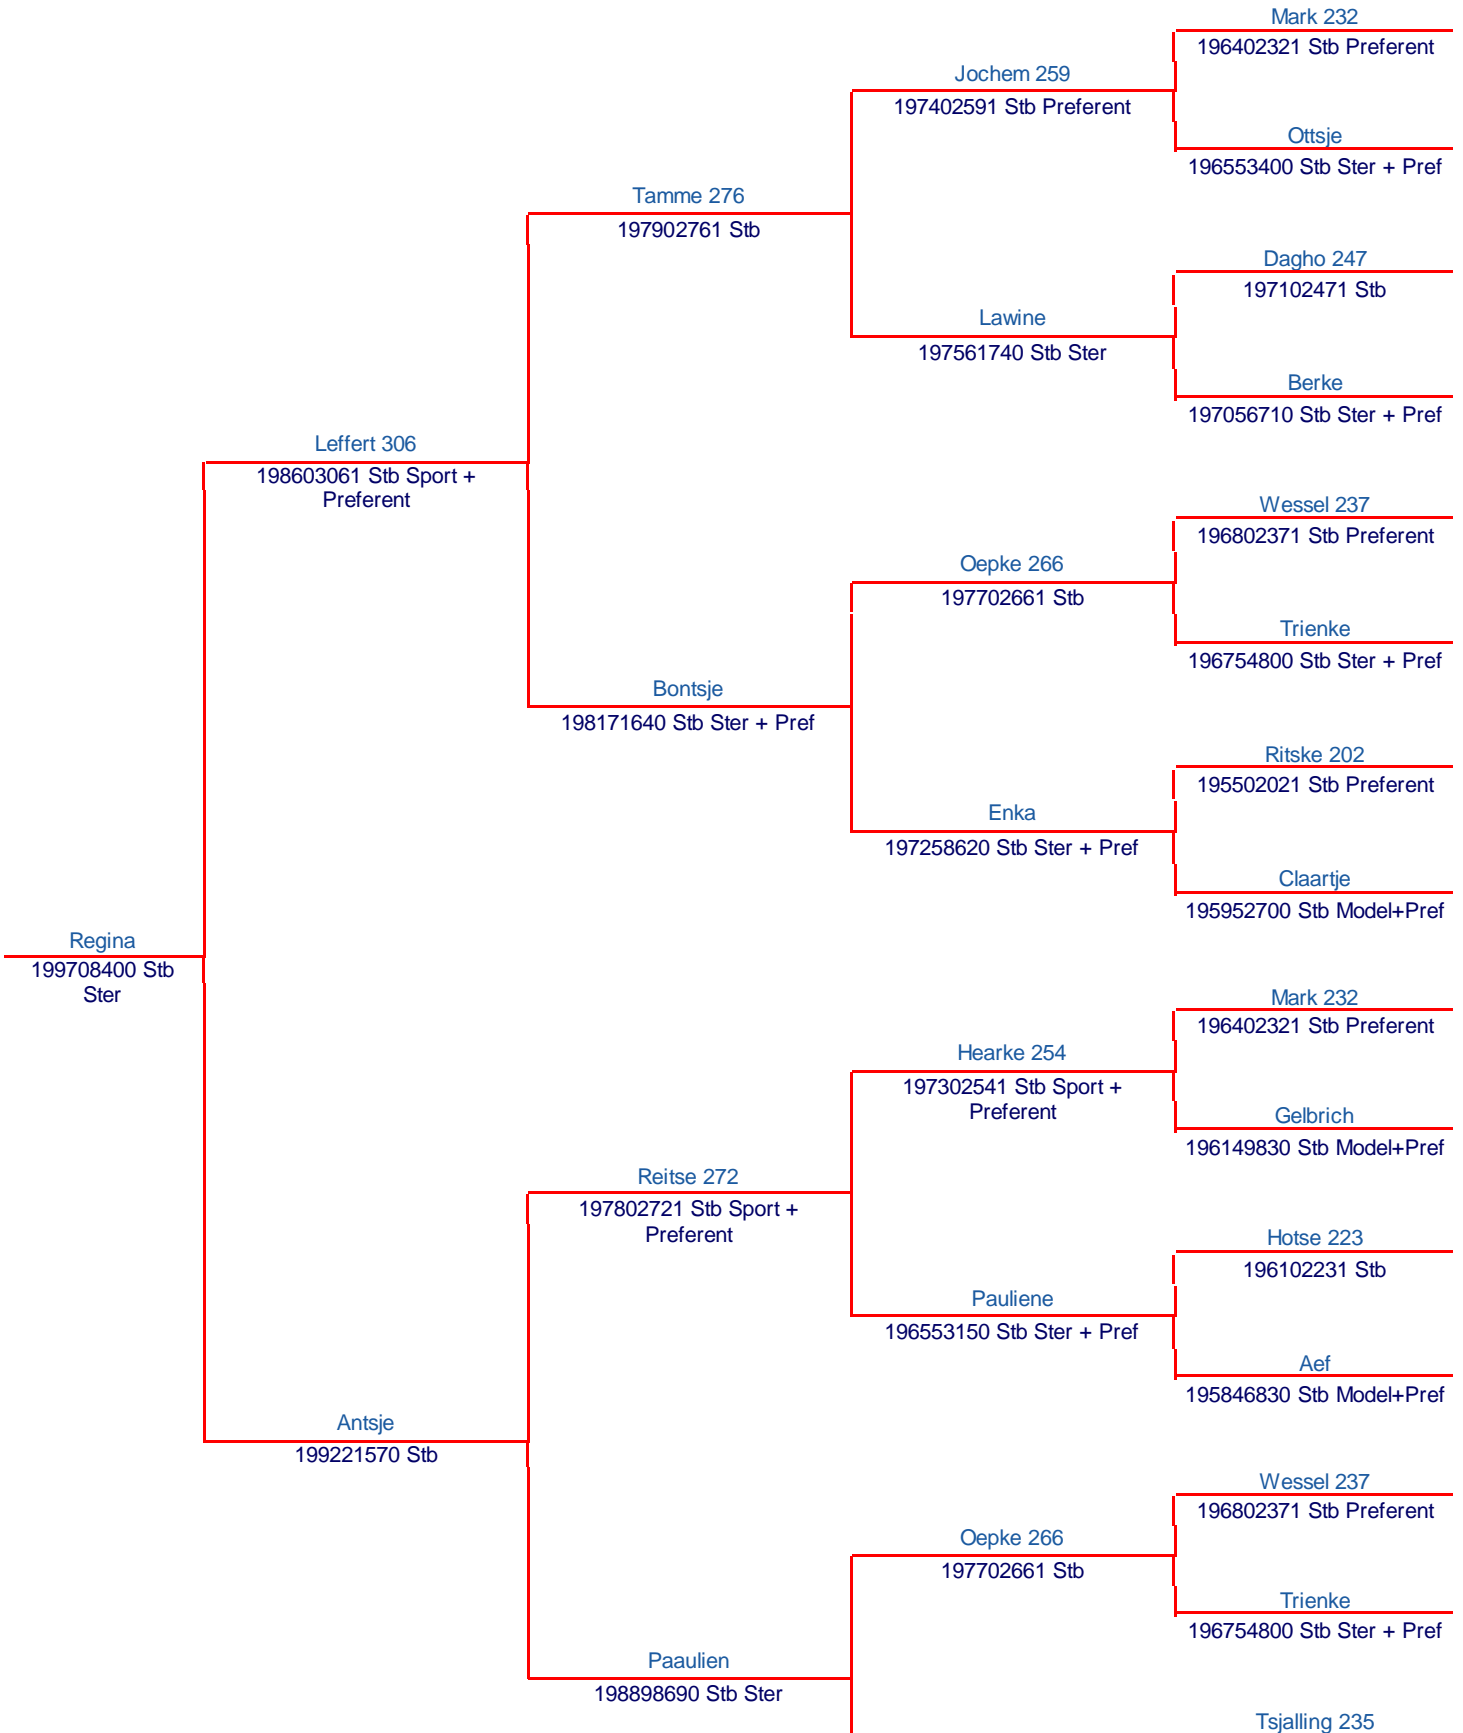 Mark 232
196402321 Stb Preferent
Jochem 259
197402591 Stb Preferent
Ottsje
196553400 Stb Ster + Pref
Tamme 276
197902761 Stb
Dagho 247
197102471 Stb
Lawine
197561740 Stb Ster
Berke
197056710 Stb Ster + Pref
Leffert 306
198603061 Stb Sport +
Preferent
Wessel 237
196802371 Stb Preferent
Oepke 266
197702661 Stb
Trienke
196754800 Stb Ster + Pref
Bontsje
198171640 Stb Ster + Pref
Ritske 202
195502021 Stb Preferent
Enka
197258620 Stb Ster + Pref
Claartje
195952700 Stb Model+Pref
Regina
199708400 Stb
Ster
Mark 232
196402321 Stb Preferent
Hearke 254
197302541 Stb Sport +
Preferent
Gelbrich
196149830 Stb Model+Pref
Reitse 272
197802721 Stb Sport +
Preferent
Hotse 223
196102231 Stb
Pauliene
196553150 Stb Ster + Pref
Aef
195846830 Stb Model+Pref
Antsje
199221570 Stb
Wessel 237
196802371 Stb Preferent
Oepke 266
197702661 Stb
Trienke
196754800 Stb Ster + Pref
Paaulien
198898690 Stb Ster
Tsjalling 235